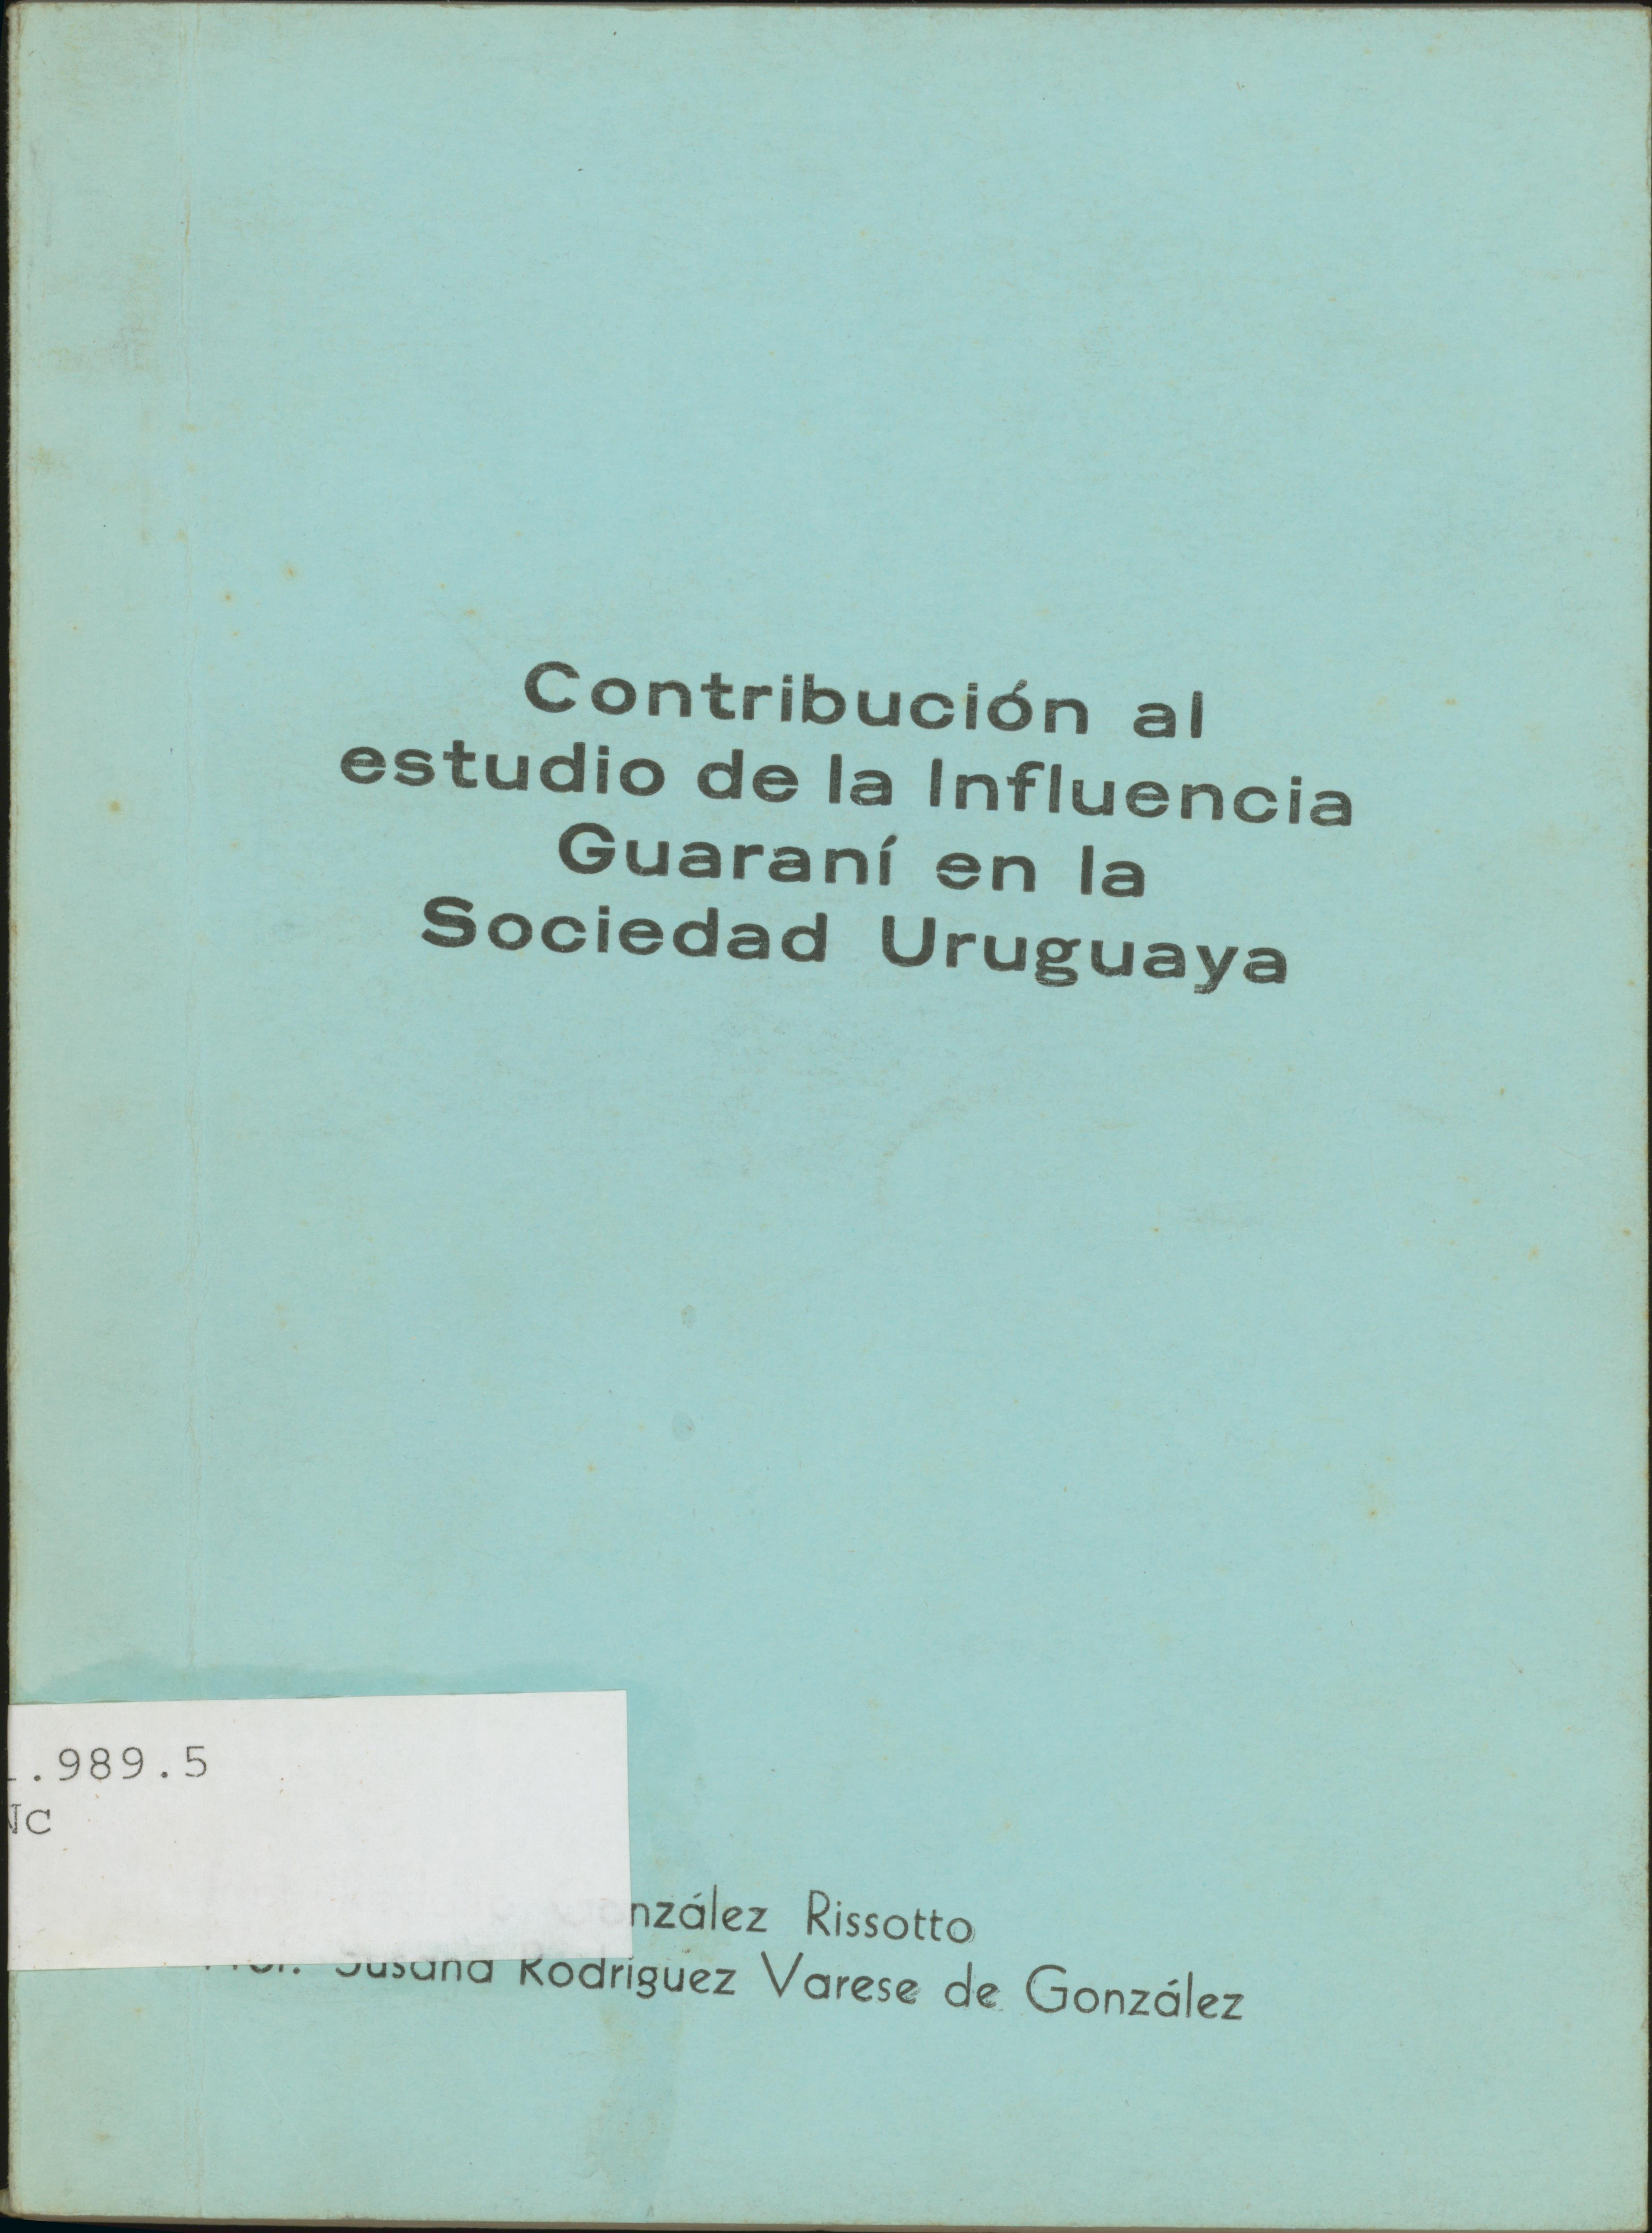 Contribución al
estudio de la Influencia
Guaraní en la
Sociedad Uruguaya
.989.5
NC
nzález Rissotto
Susana Rodríguez Varese de González